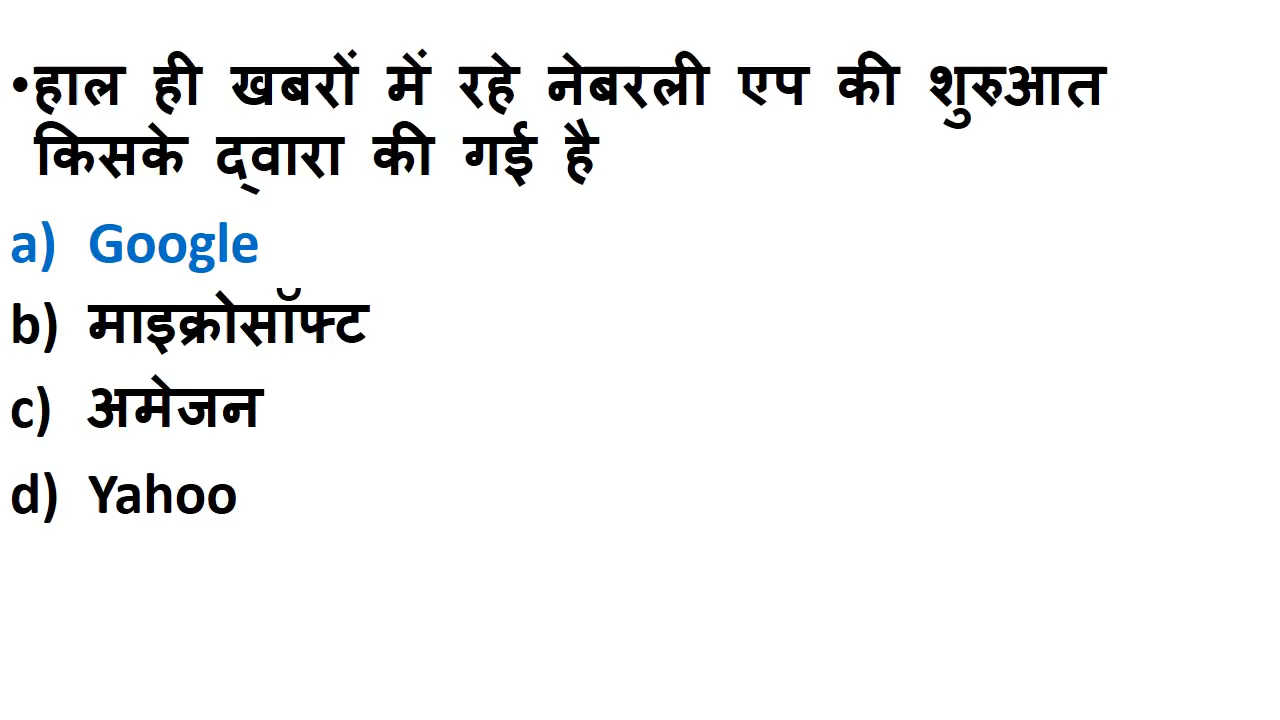 •हाल ही खबरों में रहे नेबरली एप की शुरुआत
किसके द्वारा की गई है
a) Google
b) माइक्रोसॉफ्ट
c) अमेजन
d) Yahoo